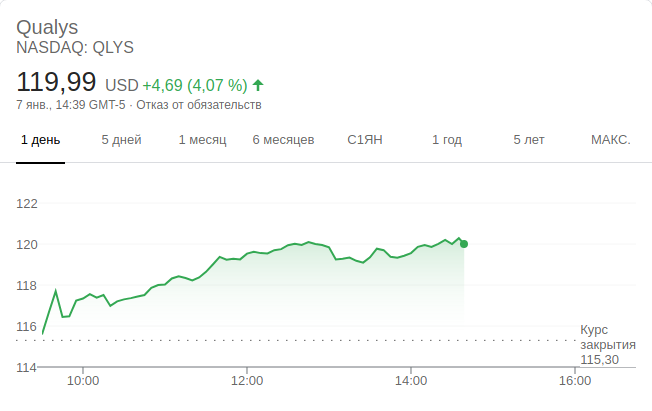 Qualys
NASDAQ: QLYS
119,99 USD +4,69 (4,07 %)
7 янв., 14:39 GMT-5 · Отказ от обязательств
1 день 5 дней 1 месяц 6 месяцев С1ЯН 1 год 5 лет МАКС.
122
120
118
116
114
Курс
закрытия
115,30
10:00 12:00 14:00 16:00